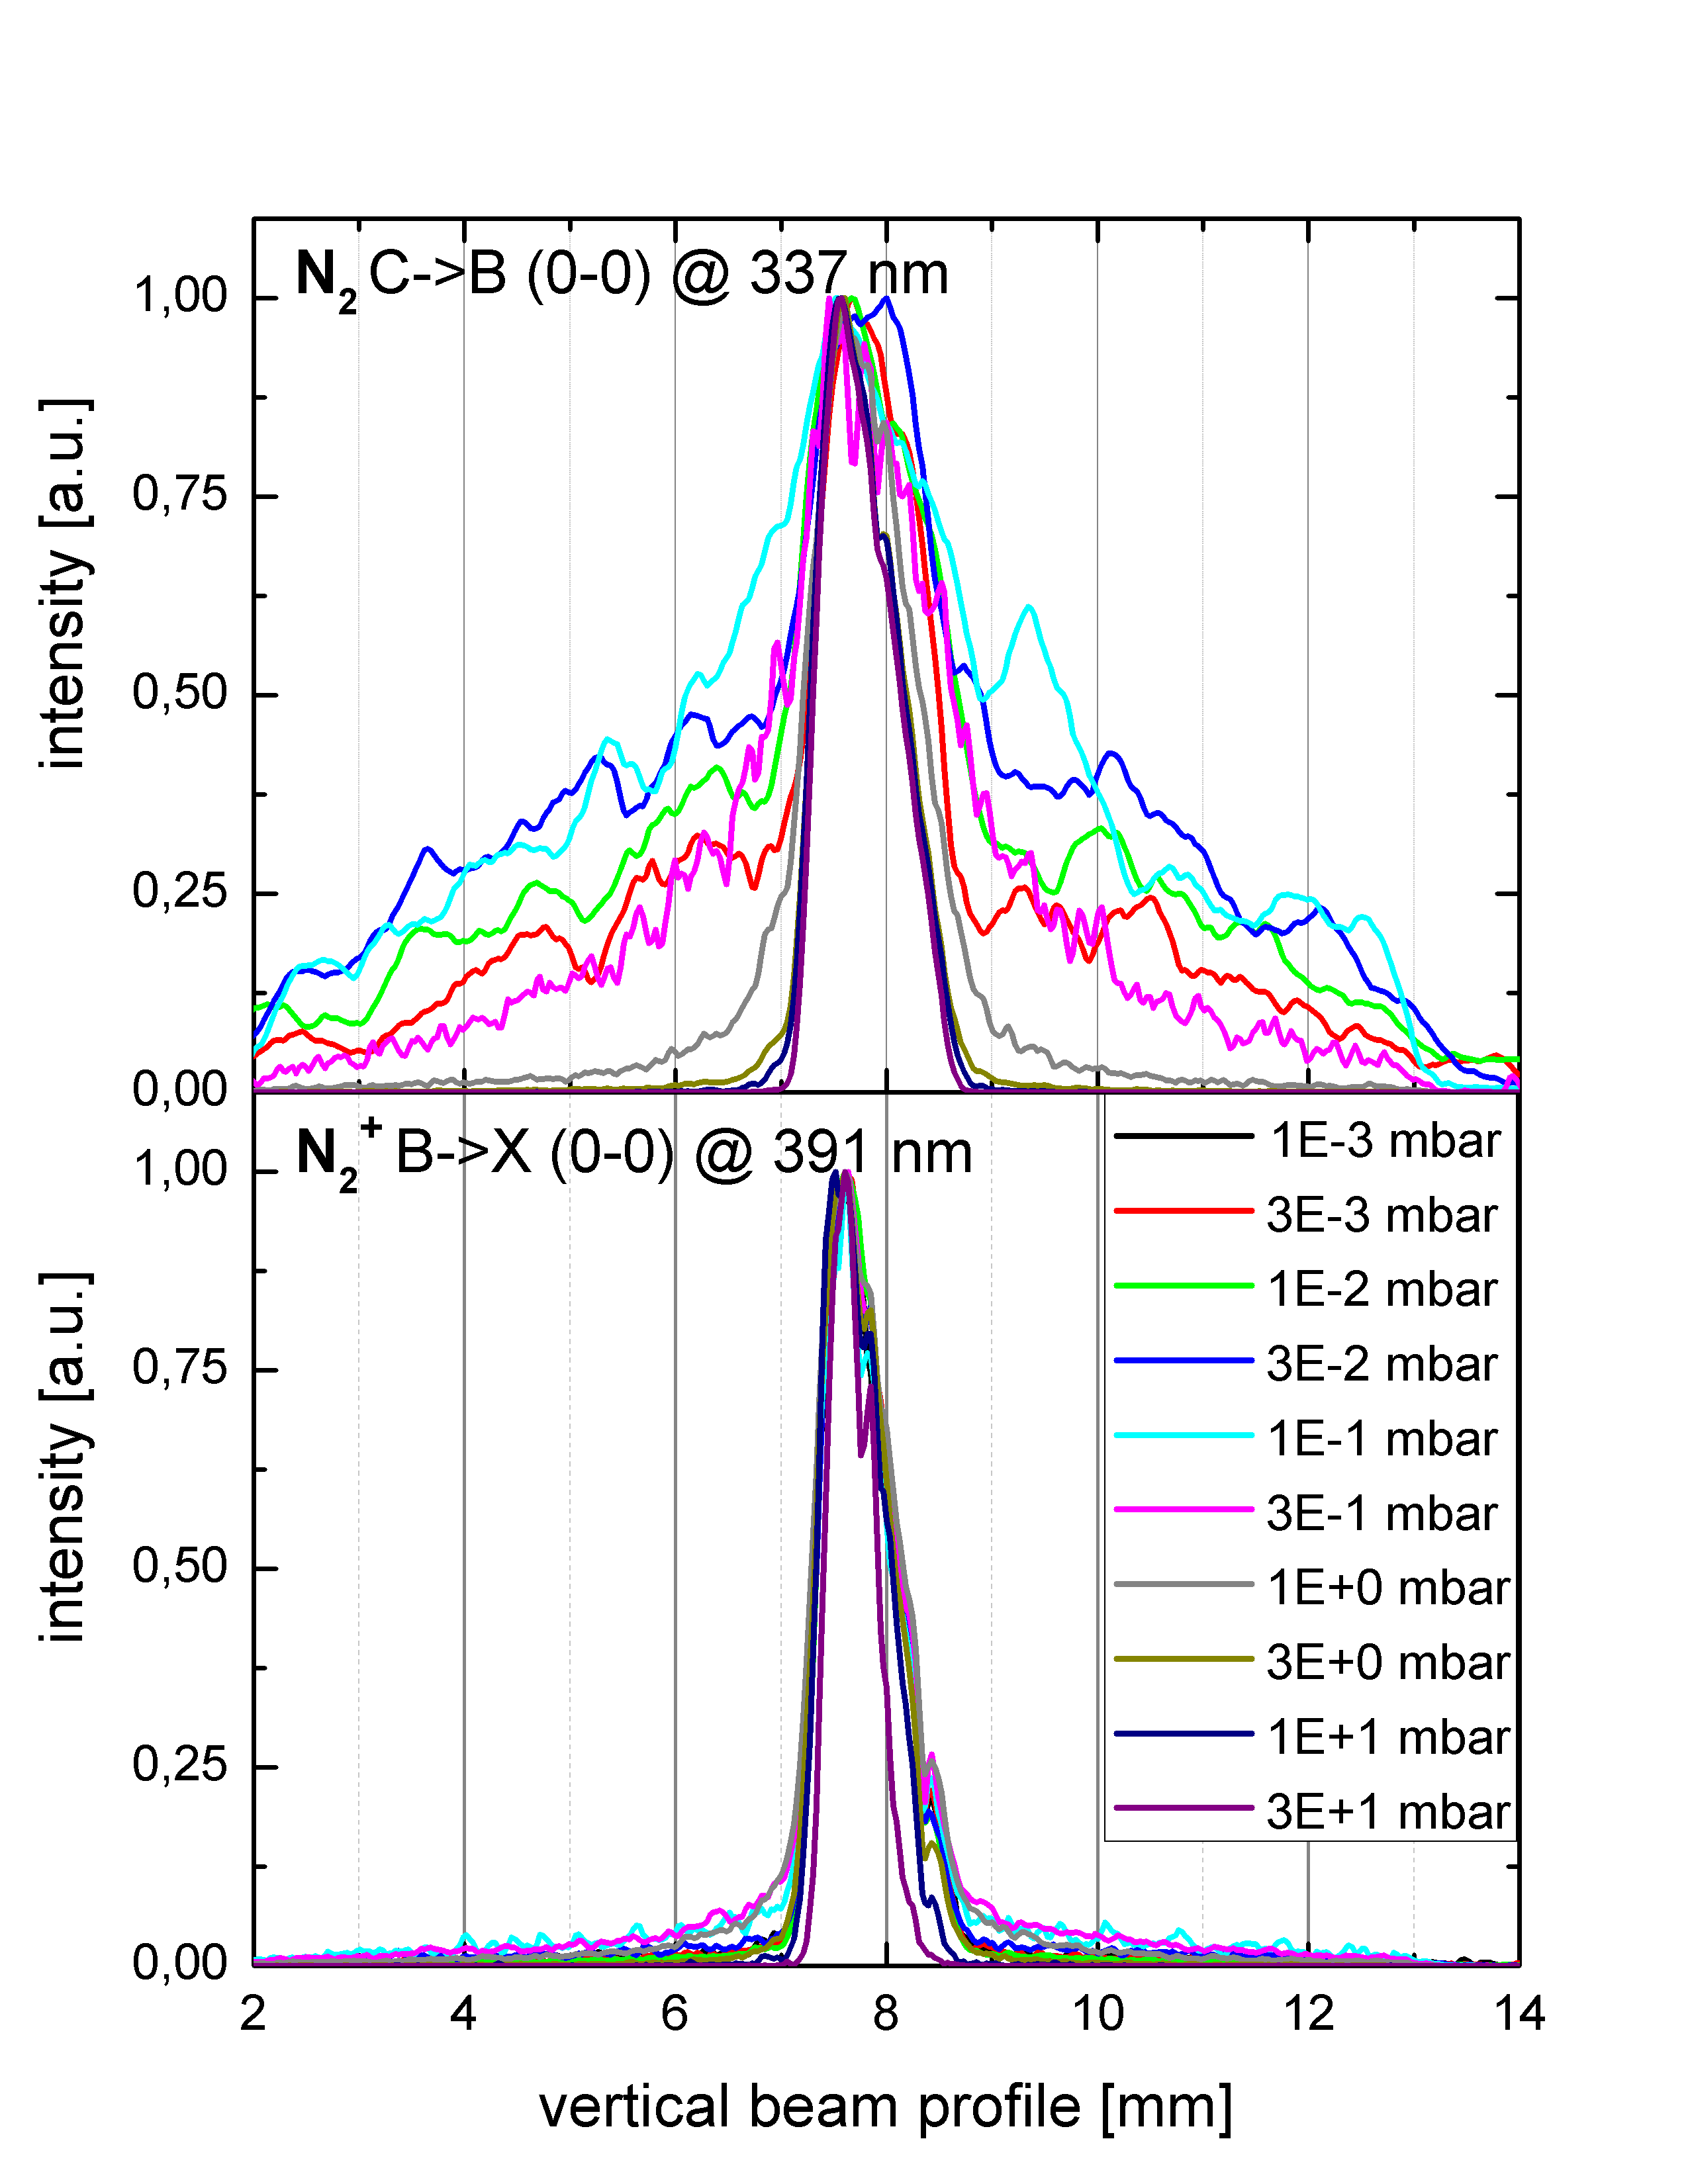 N2 C->B (0-0) @ 337 nm
1,00
0,75
0,50
0,25
0,00
intensity [a.u.]
N2+ B->X (0-0) @ 391 nm
1,00
0,75
0,50
0,25
0,00
intensity [a.u.]
1E-3 mbar
3E-3 mbar
1E-2 mbar
3E-2 mbar
1E-1 mbar
3E-1 mbar
1E+0 mbar
3E+0 mbar
1E+1 mbar
3E+1 mbar
2 4 6 8 10 12 14
vertical beam profile [mm]